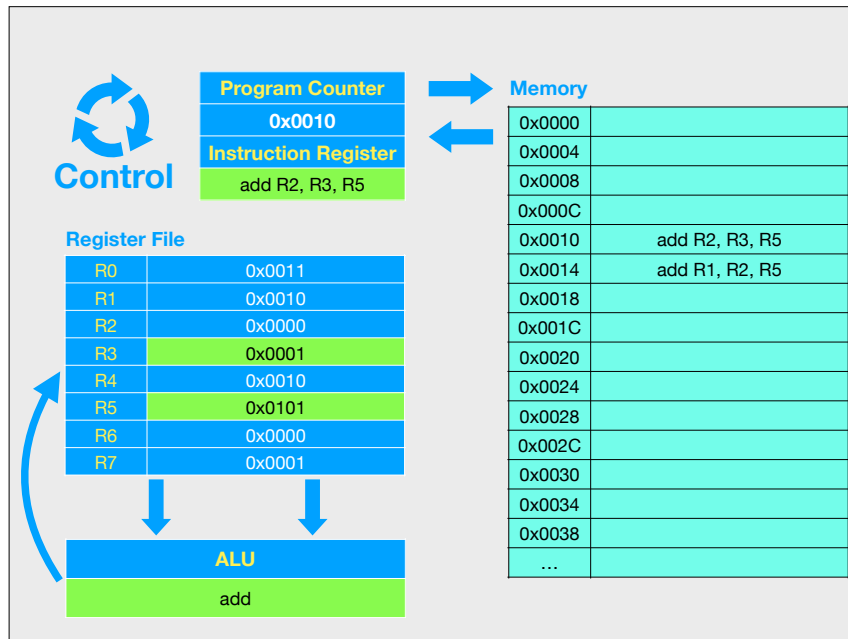 Program Counter
0x0010
Instruction Register
add R2, R3, R5
Control
Memory
0x0000
0x0004
0x0008
0x000C
0x0010 add R2, R3, R5
0x0014 add R1, R2, R5
0x0018
0x001C
0x0020
0x0024
0x0028
0x002C
0x0030
0x0034
0x0038
...
Register File
R0 0x0011
R1 0x0010
R2 0x0000
R3 0x0001
R4 0x0010
R5 0x0101
R6 0x0000
R7 0x0001
ALU
add